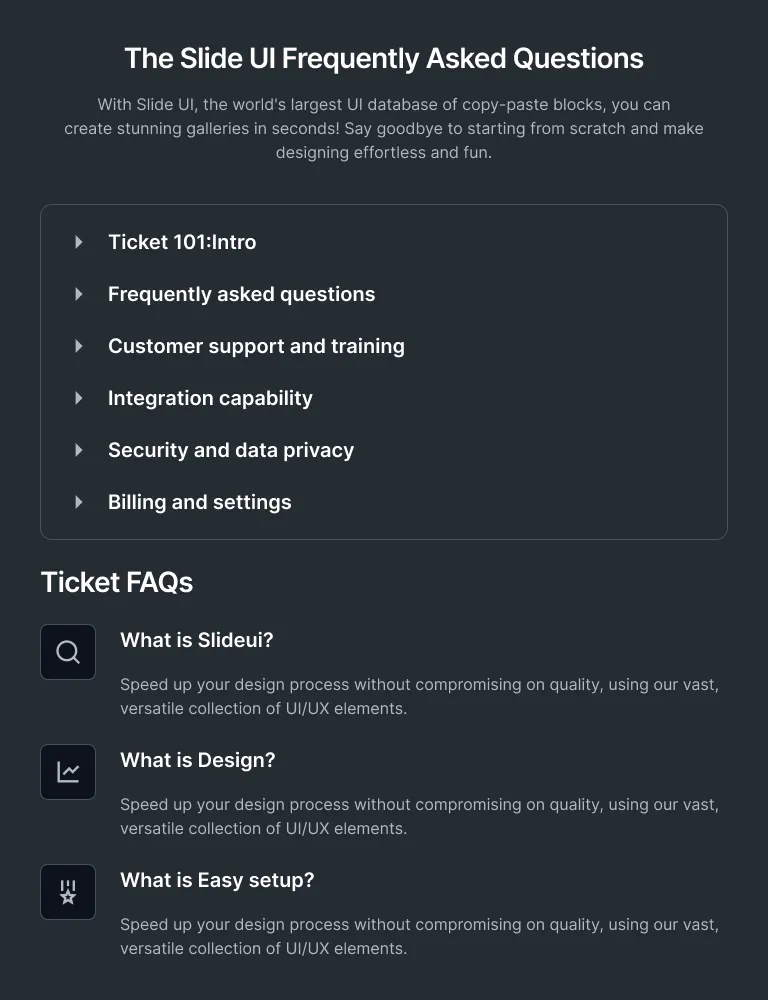 The Slide UI Frequently Asked Questions
With Slide UI, the world's largest UI database of copy-paste blocks, you can
create stunning galleries in seconds! Say goodbye to starting from scratch and make
designing effortless and fun.
Ticket 101:Intro
Frequently asked questions
Customer support and training
Integration capability
Security and data privacy
Billing and settings
Ticket FAQs
What is Slideui?
Speed up your design process without compromising on quality, using our vast,
versatile collection of UI/UX elements.
What is Design?
Speed up your design process without compromising on quality, using our vast,
versatile collection of UI/UX elements.
What is Easy setup?
Speed up your design process without compromising on quality, using our vast,
versatile collection of UI/UX elements.